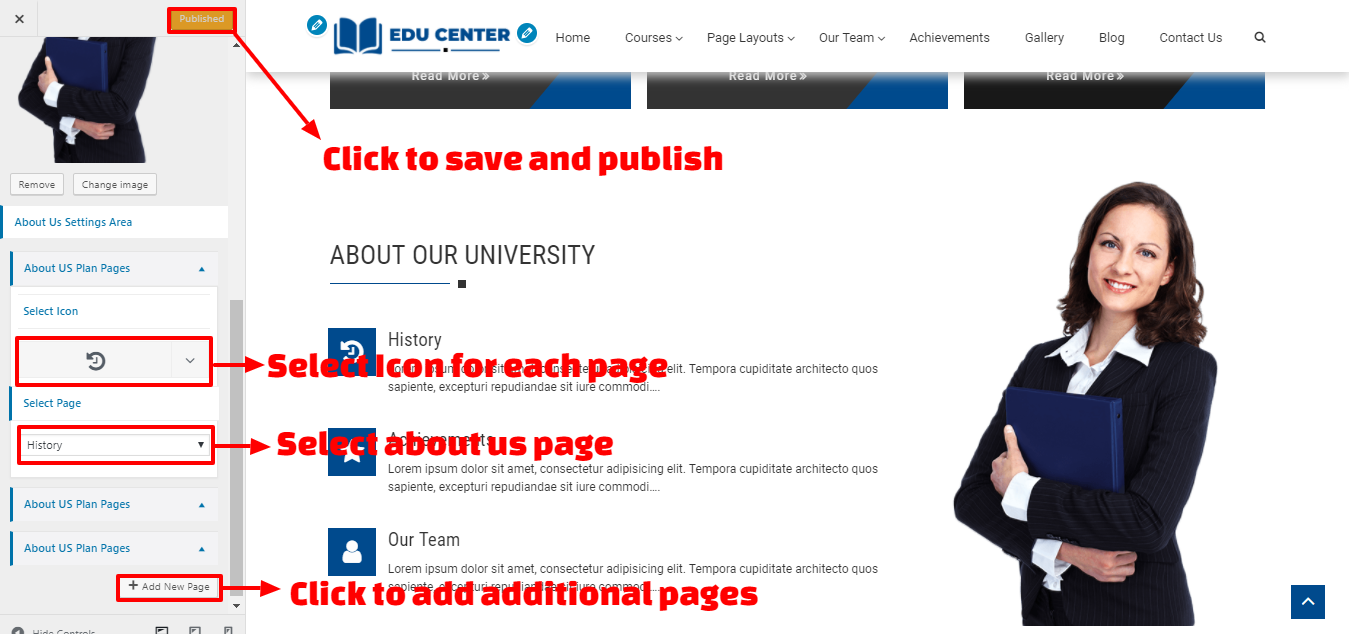 Published
EDU CENTER
Home
Courses
Page Layouts
Our Team
Achievements
Gallery
Blog
Contact Us
Read More
Read More
Read More
Click to save and publish
Remove
Change image
About Us Settings Area
About US Plan Pages
Select Icon
Select Page
History
About US Plan Pages
About US Plan Pages
Add New Page
Hide Controls
ABOUT OUR UNIVERSITY
History
Select Icon for each page
elit. Tempora cupiditate architecto quos
sapiente, excepturi repudiandae sit iure commodi....
Achievements
Select about us page
Lorem ipsum dolor sit amet, consectetur adipisicing elit. Tempora cupiditate architecto quos
sapiente, excepturi repudiandae sit iure commodi....
Our Team
Lorem ipsum dolor sit amet, consectetur adipisicing elit. Tempora cupiditate architecto quos
sapiente, excepturi repudiandae sit iure commodi....
Click to add additional pages